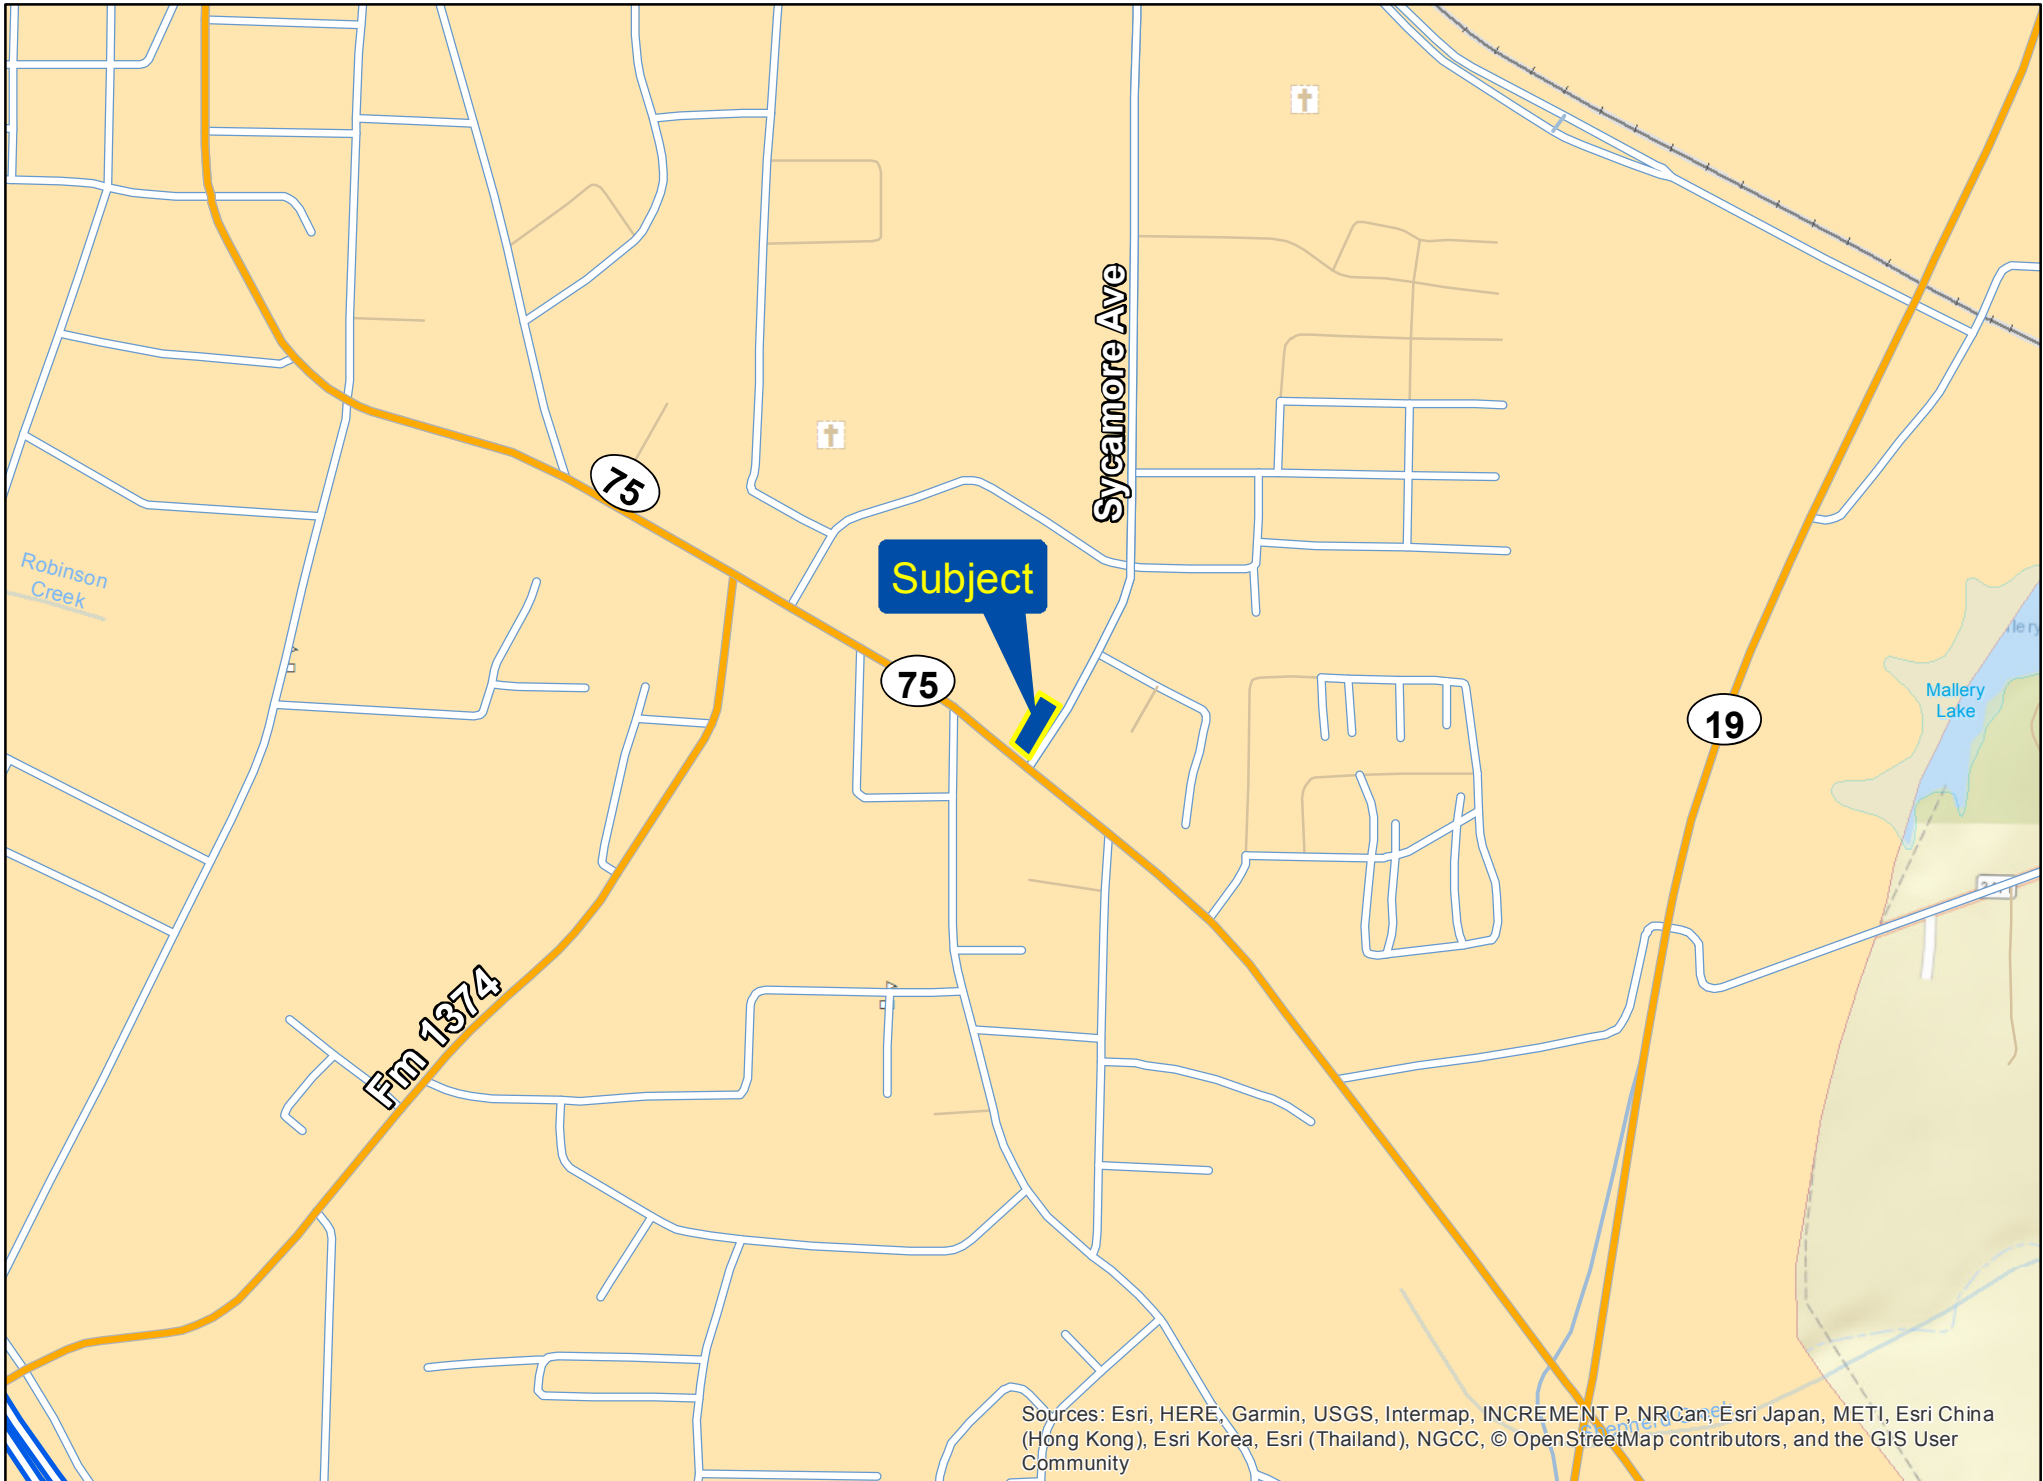 Sycamore Ave
75
Robinson
Creek
Subject
75
Mallery
Lake
19
Fm 1374
Sources: Esri, HERE, Garmin, USGS, Intermap, INCREMENT P, NRCan, Esri Japan, METI, Esri China
(Hong Kong), Esri Korea, Esri (Thailand), NGCC, © OpenStreetMap contributors, and the GIS User
Community